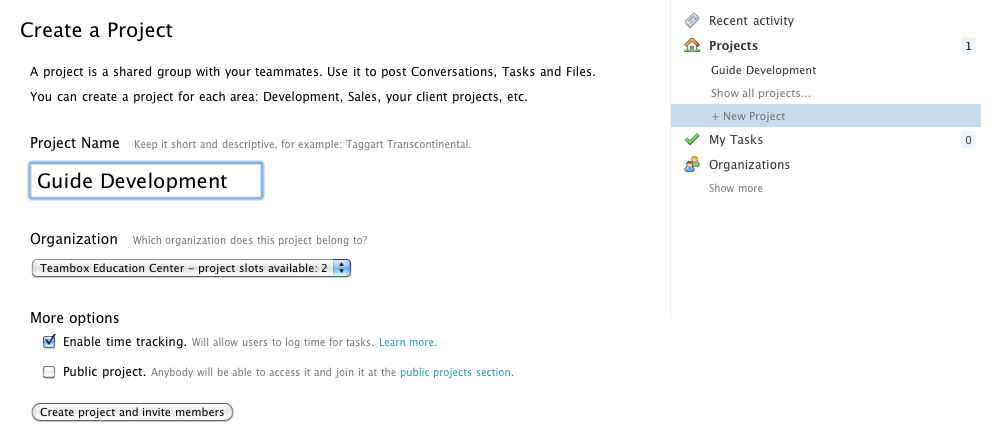 Create a Project
A project is a shared group with your teammates. Use it to post Conversations, Tasks and Files.
You can create a project for each area: Development, Sales, your client projects, etc.
Project Name Keep it short and descriptive, for example: Taggart Transcontinental.
Guide Development
Organization Which organization does this project belong to?
Teambox Education Center - project slots available: 2
More options
Enable time tracking. Will allow users to log time for tasks. Learn more.
Public project. Anybody will be able to access it and join it at the public projects section.
Create project and invite members
Recent activity
Projects 1
Guide Development
Show all projects...
+ New Project
My Tasks 0
Organizations
Show more